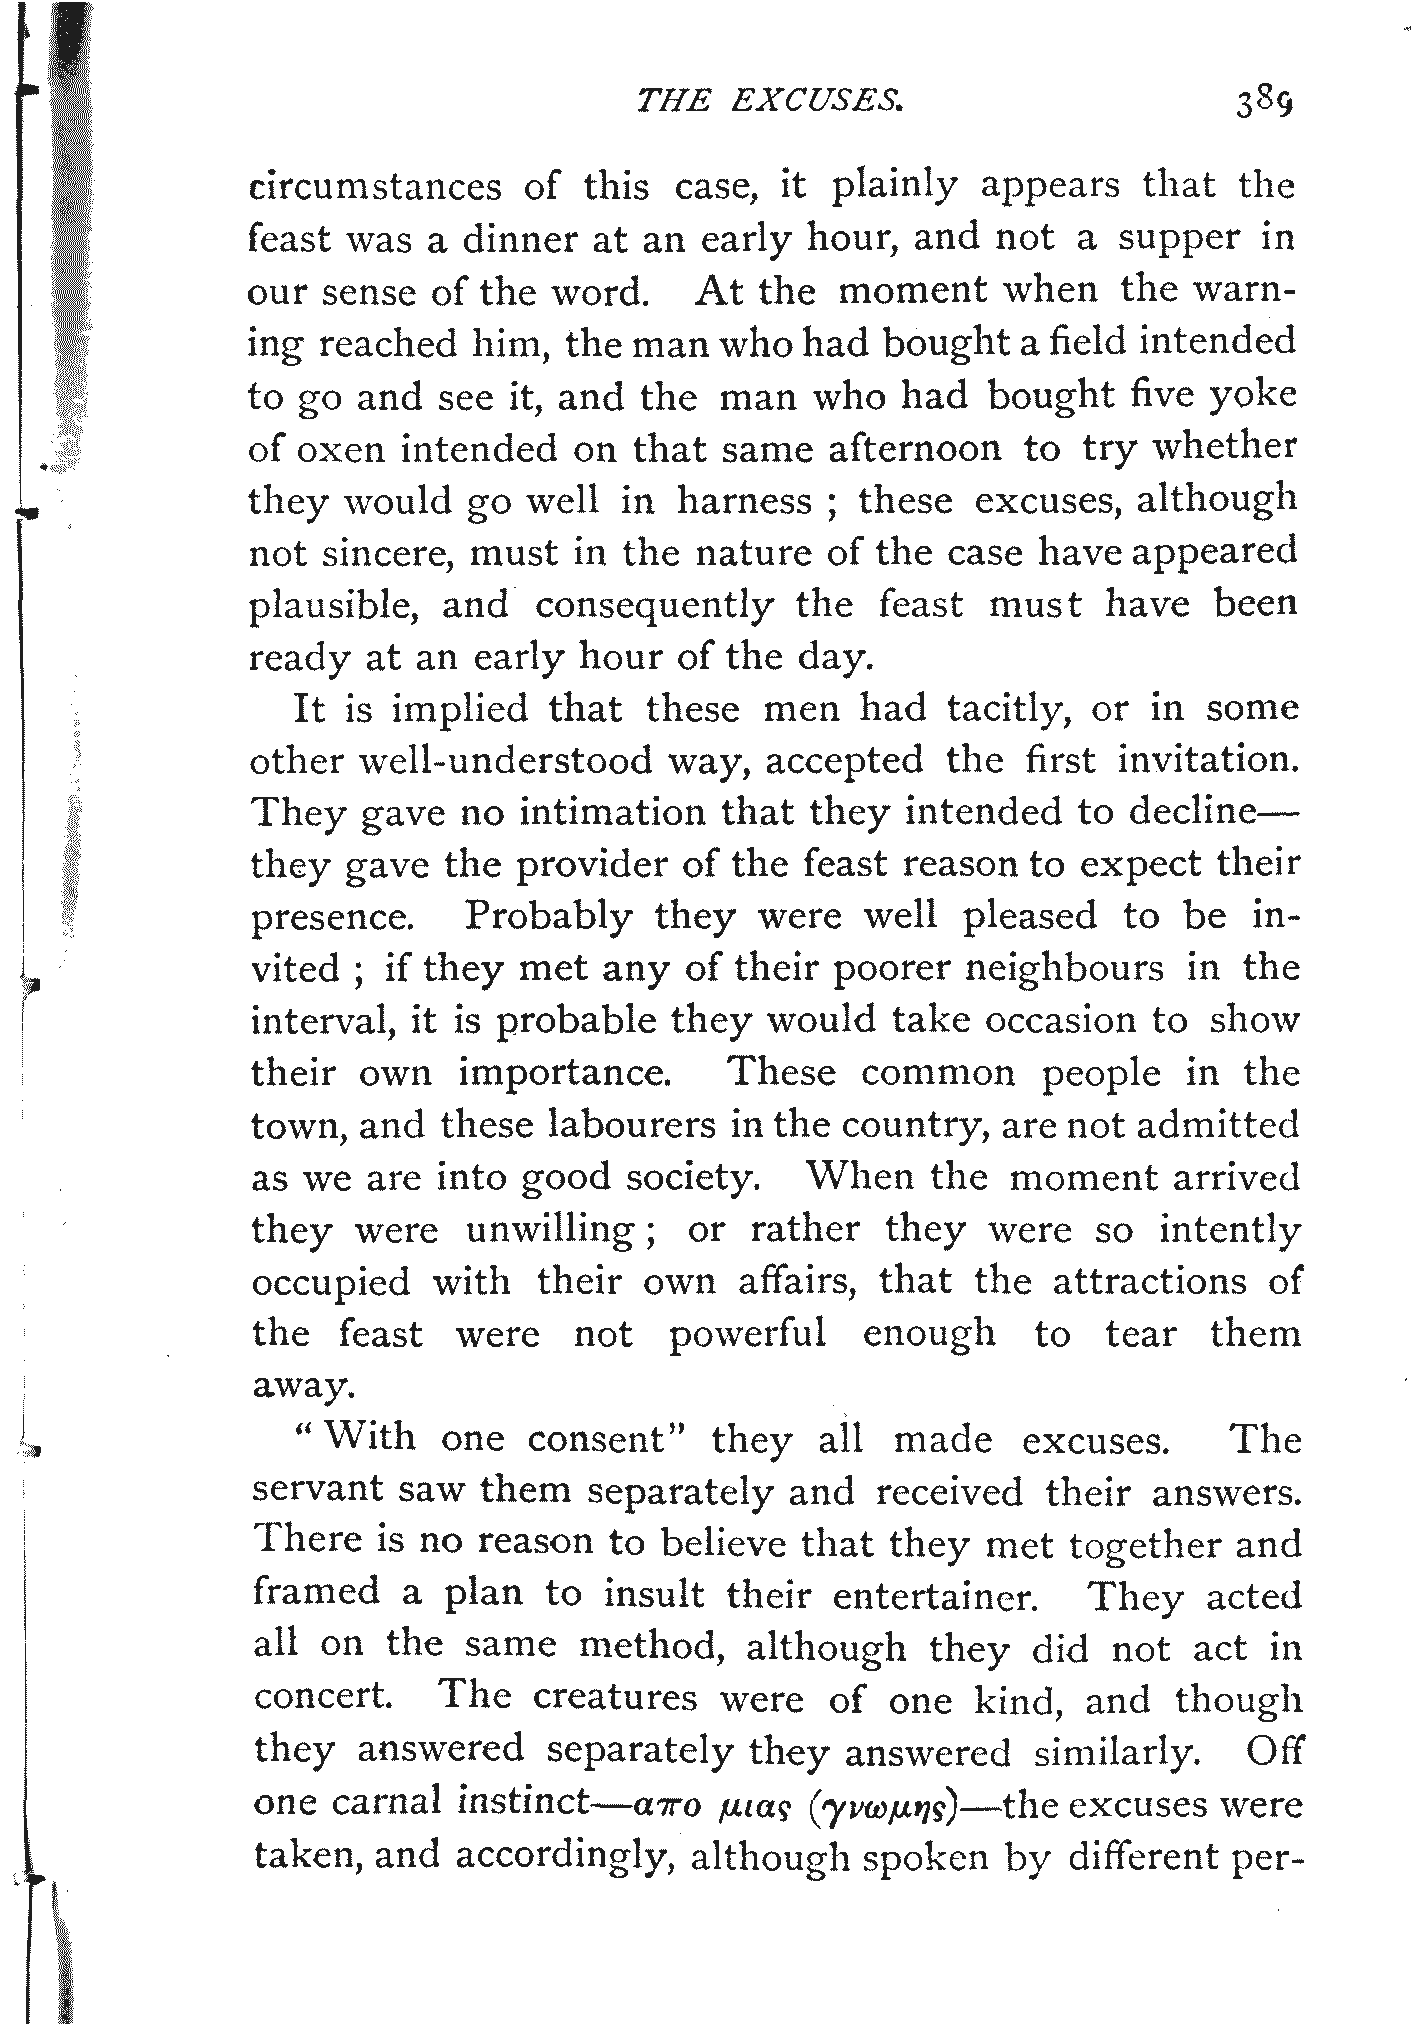 THE EXCUSES. 389
circumstances of this case, it plainly appears that the
feast was a dinner at an early hour, and not a supper in
our sense of the word. At the moment when the warn-
ing reached him, the man who had bought a field intended
to go and see it, and the man who had bought five yoke
of oxen intended on that same afternoon to try whether
they would go well in harness ; these excuses, although
not sincere, must in the nature of the case have appeared
plausible, and consequently the feast must have been
ready at an early hour of the day.
It is implied that these men had tacitly, or in some
other well-understood way, accepted the first invitation.
They gave no intimation that they intended to decline—
they gave the provider of the feast reason to expect their
presence. Probably they were well pleased to be in-
vited ; if they met any of their poorer neighbours in the
interval, it is probable they would take occasion to show
their own importance. These common people in the
town, and these labourers in the country, are not admitted
as we are into good society. When the moment arrived
they were unwilling ; or rather they were so intently
occupied with their own affairs, that the attractions of
the feast were not powerful enough to tear them
away.
“ With one consent” they all made excuses. The
servant saw them separately and received their answers.
There is no reason to believe that they met together and
framed a plan to insult their entertainer. They acted
all on the same method, although they did not act in
concert. The creatures were of one kind, and though
they answered separately they answered similarly. Off
one carnal instinct—απο μιας (γνωμης)—the excuses were
taken, and accordingly, although spoken by different per-